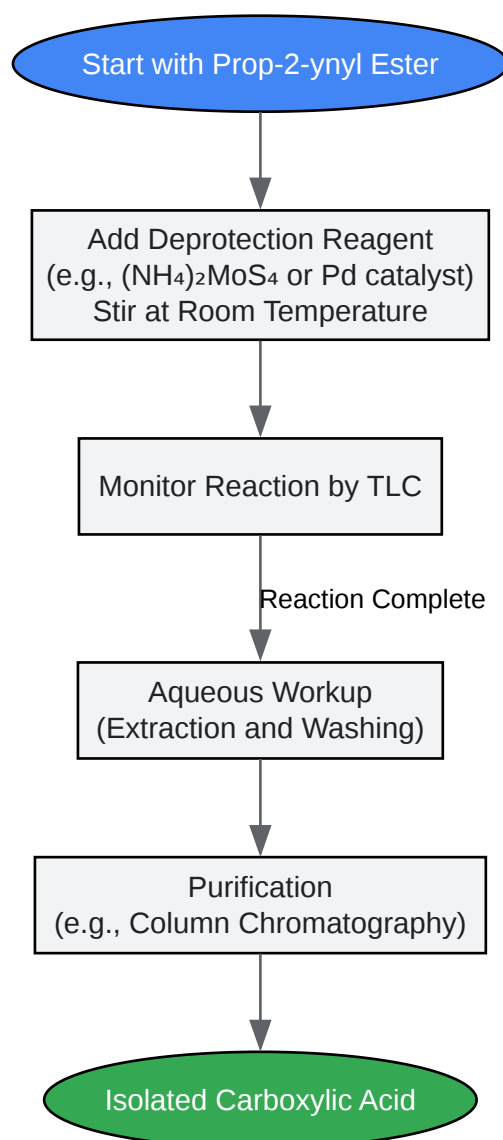 Start with Prop-2-ynyl Ester
Add Deprotection Reagent
(e.g., (NH₄)₂MoS₄ or Pd catalyst)
Stir at Room Temperature
Monitor Reaction by TLC
Reaction Complete
Aqueous Workup
(Extraction and Washing)
Purification
(e.g., Column Chromatography)
Isolated Carboxylic Acid